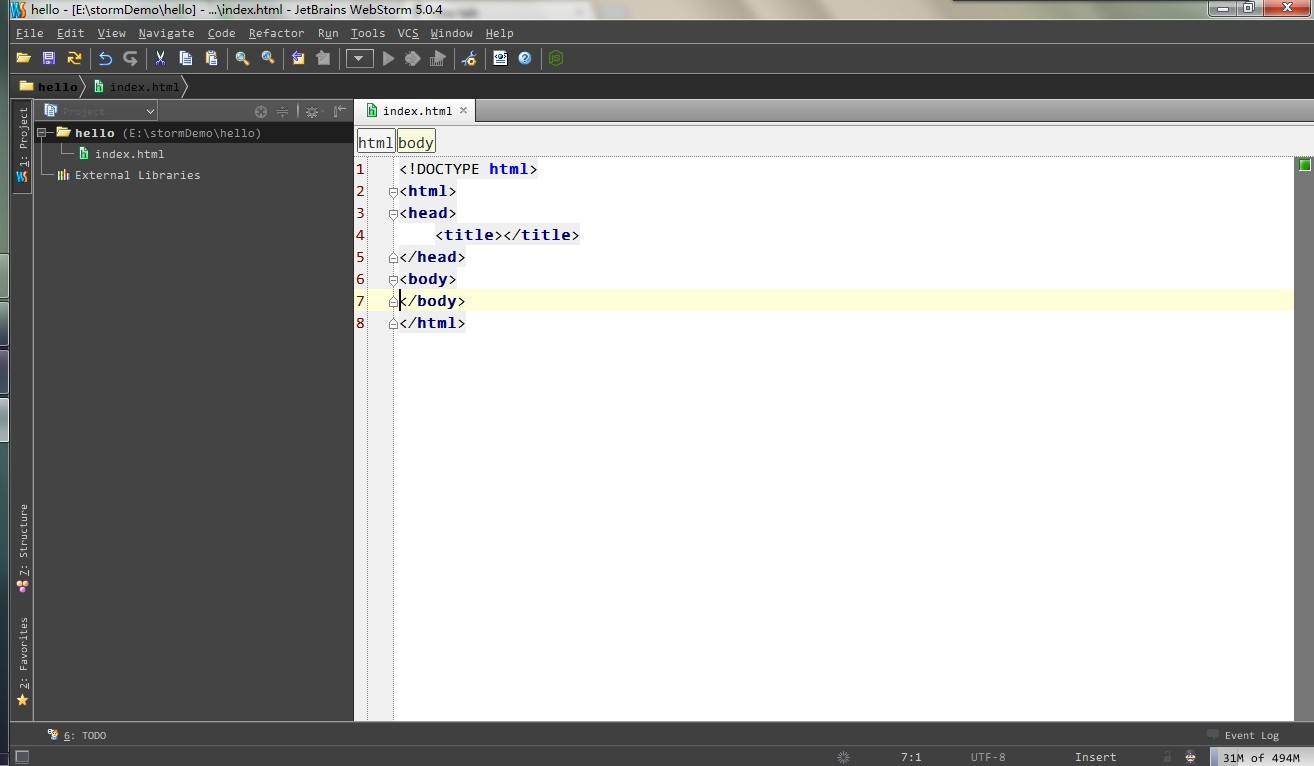 hello - [E:\stormDemo\hello] - ...\index.html - JetBrains WebStorm 5.0.4
File Edit View Navigate Code Refactor Run Tools VCS Window Help
hello index.html
1: Project
Project
index.html
hello (E:\stormDemo\hello)
index.html
External Libraries
html body
1 <!DOCTYPE html>
2 <html>
3 <head>
4 <title></title>
5 </head>
6 <body>
7 </body>
8 </html>
7: Structure
2: Favorites
6: TODO
Event Log
7:1 UTF-8 Insert 31M of 494M